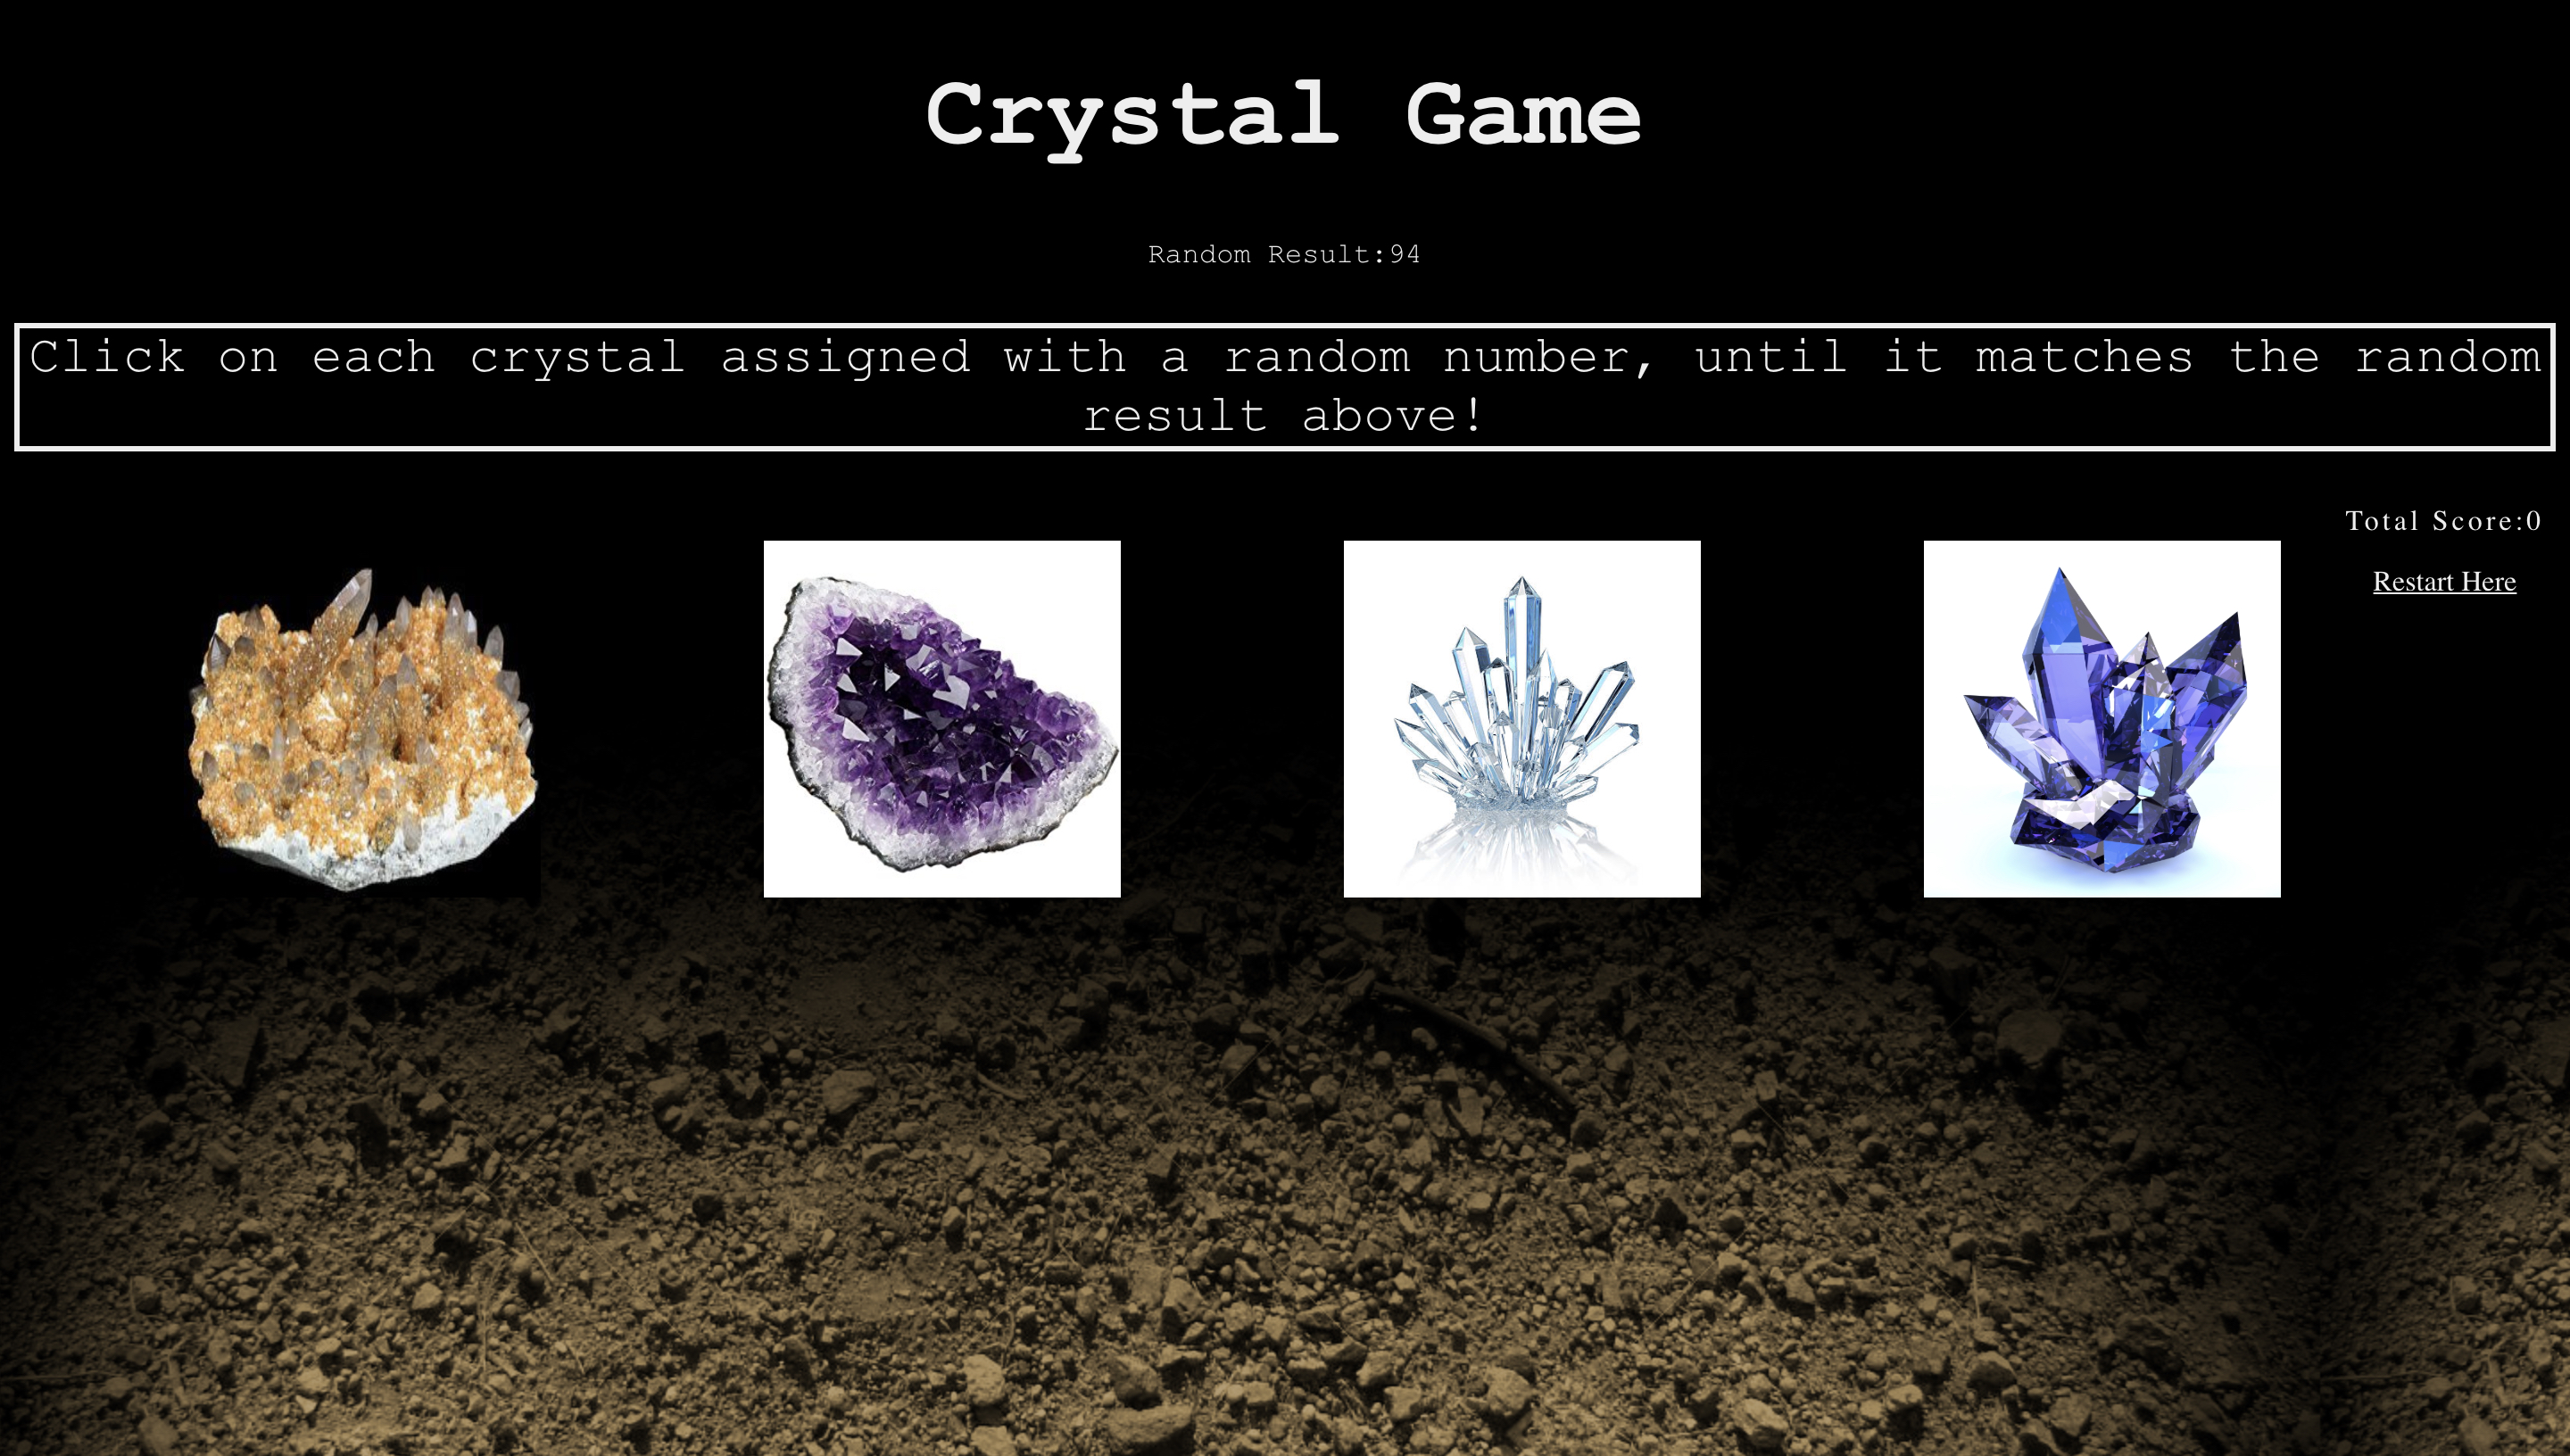 Crystal Game
Random Result:94
Click on each crystal assigned with a random number, until it matches the random
result above!
Total Score:0
Restart Here